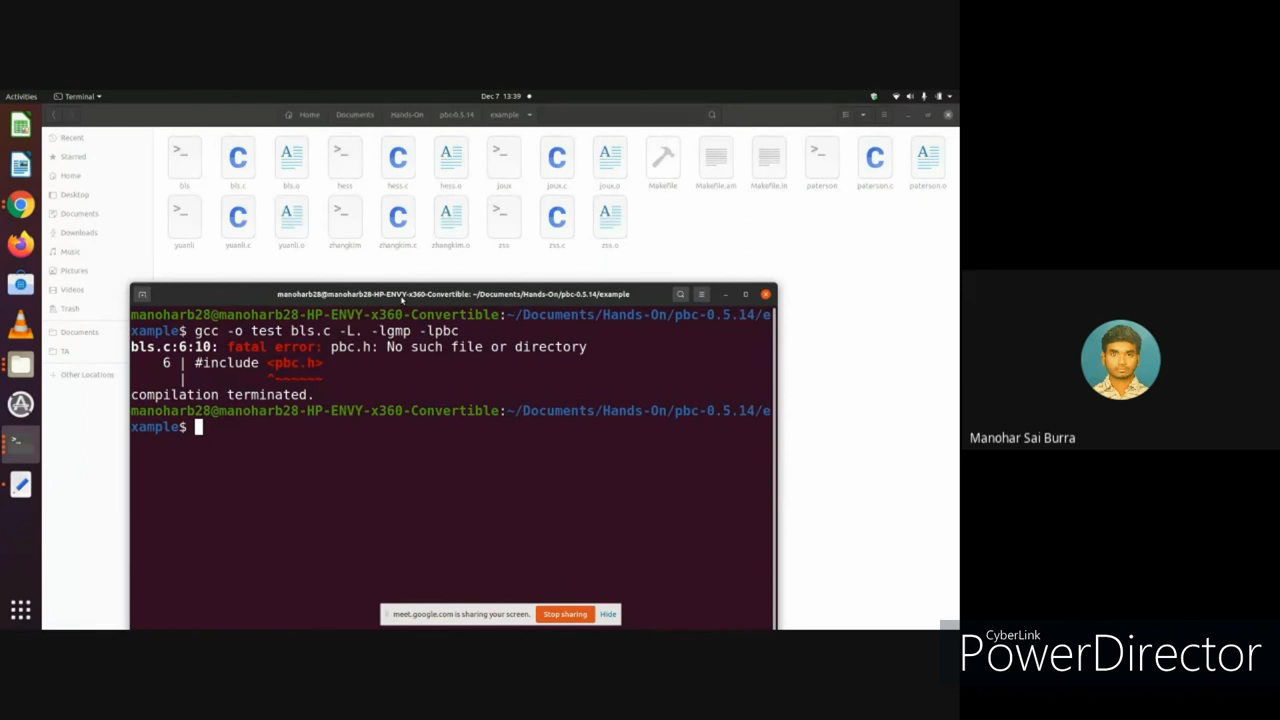 Activities
Terminal
Dec 7 13:39
Home
Documents
Hands-On
pbc-0.5.14
example
Recent
Starred
Home
Desktop
Documents
Downloads
Music
Pictures
Videos
Trash
Documents
TA
+ Other Locations
bls
bls.c
bls.o
hess
hess.c
hess.o
joux
joux.c
joux.o
Makefile
Makefile.am
Makefile.in
paterson
paterson.c
paterson.o
yuanli
yuanli.c
yuanli.o
zhangkim
zhangkim.c
zhangkim.o
zss
zss.c
zss.o
manoharb28@manoharb28-HP-ENVY-x360-Convertible: ~/Documents/Hands-On/pbc-0.5.14/example
manoharb28@manoharb28-HP-ENVY-x360-Convertible:~/Documents/Hands-On/pbc-0.5.14/e
xample$ gcc -o test bls.c -L. -lgmp -lpbc
bls.c:6:10: fatal error: pbc.h: No such file or directory
6 | #include <pbc.h>
| ^~~~~~~
compilation terminated.
manoharb28@manoharb28-HP-ENVY-x360-Convertible:~/Documents/Hands-On/pbc-0.5.14/e
xample$
meet.google.com is sharing your screen.
Stop sharing
Hide
Manohar Sai Burra
CyberLink
PowerDirector